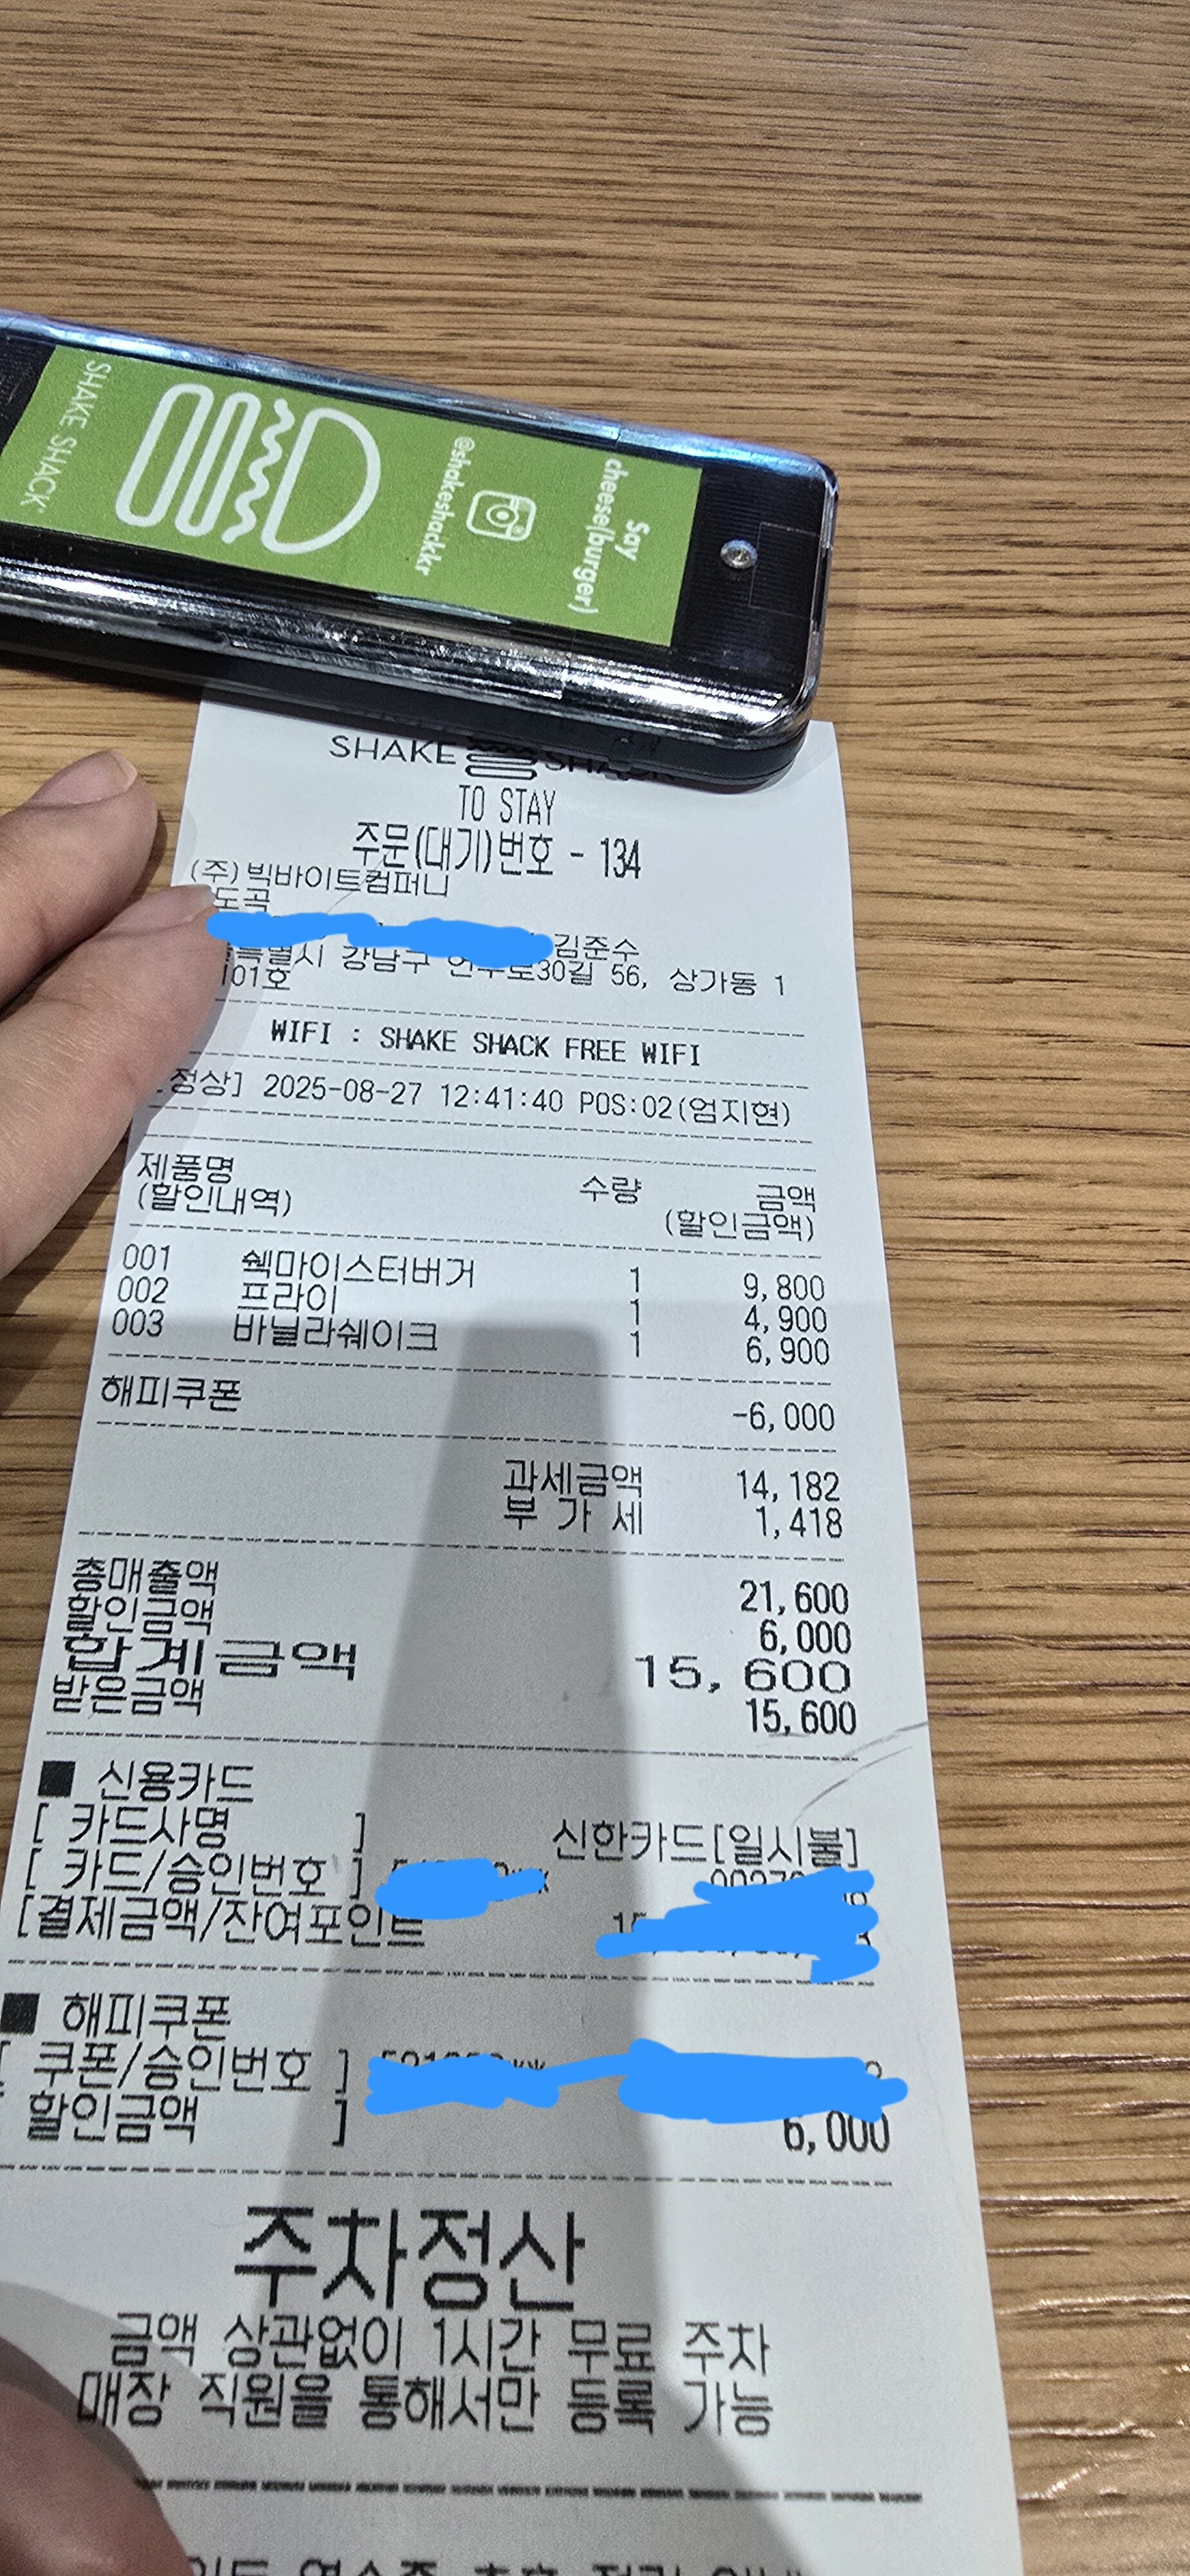 SHAKE SHACK
@shakeshackkr
Say
cheese(burger)
SHAKE
TO STAY
주문(대기)번호 - 134
(주)빅바이트컴퍼니
도곡
김준수
특별시 강남구 언주로30길 56, 상가동 1
101호
WIFI : SHAKE SHACK FREE WIFI
[정상] 2025-08-27 12:41:40 POS:02(엄지현)
제품명 수량 금액
(할인내역) (할인금액)
001 쉑마이스터버거 1 9,800
002 프라이 1 4,900
003 바닐라쉐이크 1 6,900
해피쿠폰 -6,000
과세금액 14,182
부 가 세 1,418
총매출액 21,600
할인금액 6,000
합계금액 15,600
받은금액 15,600
■ 신용카드
[ 카드사명 ] 신한카드[일시불]
[ 카드/승인번호 ]
[결제금액/잔여포인트
■ 해피쿠폰
[ 쿠폰/승인번호 ]
할인금액 ] 6,000
주차정산
금액 상관없이 1시간 무료 주차
매장 직원을 통해서만 등록 가능